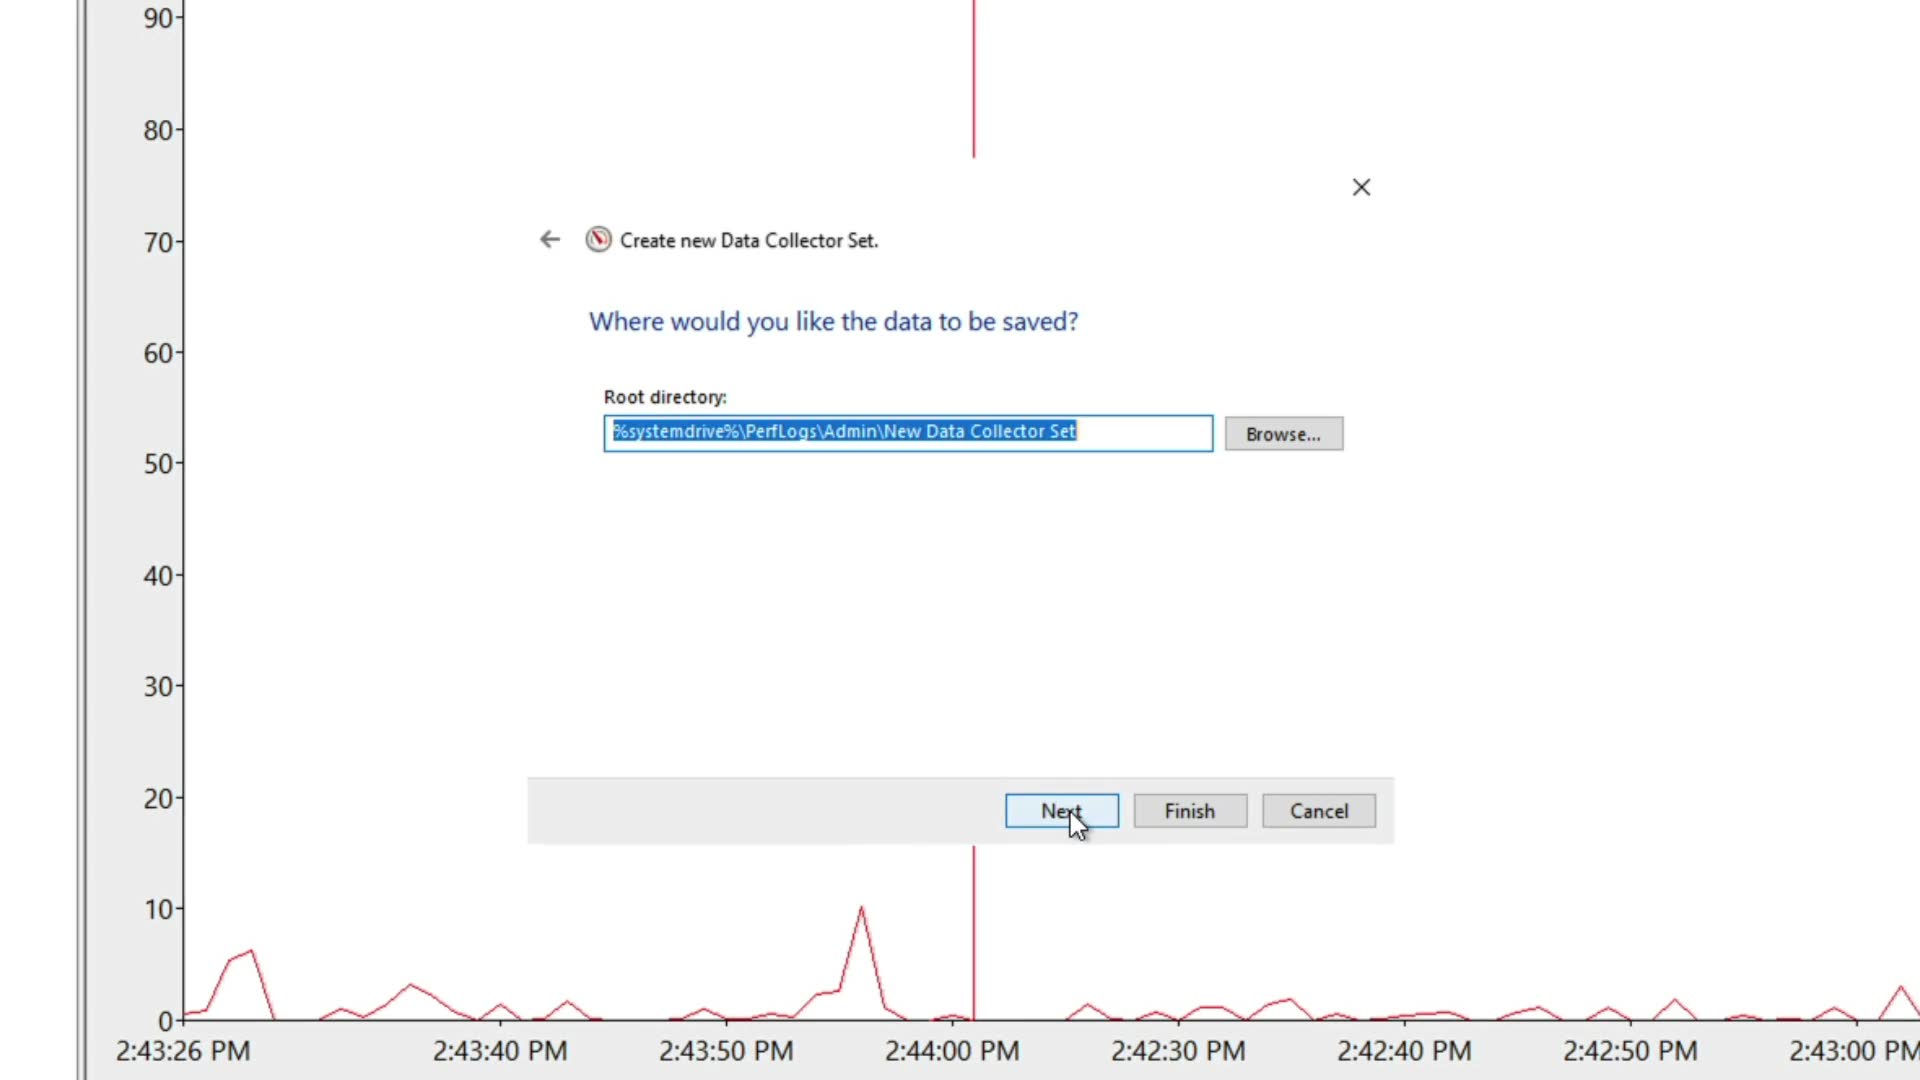 90
80
Create new Data Collector Set.
70
Where would you like the data to be saved?
60
Root directory:
%systemdrive%\PerfLogs\Admin\New Data Collector Set
Browse...
50
40
30
20
Next
Finish
Cancel
10
0
2:43:26 PM 2:43:40 PM 2:43:50 PM 2:44:00 PM 2:42:30 PM 2:42:40 PM 2:42:50 PM 2:43:00 PM